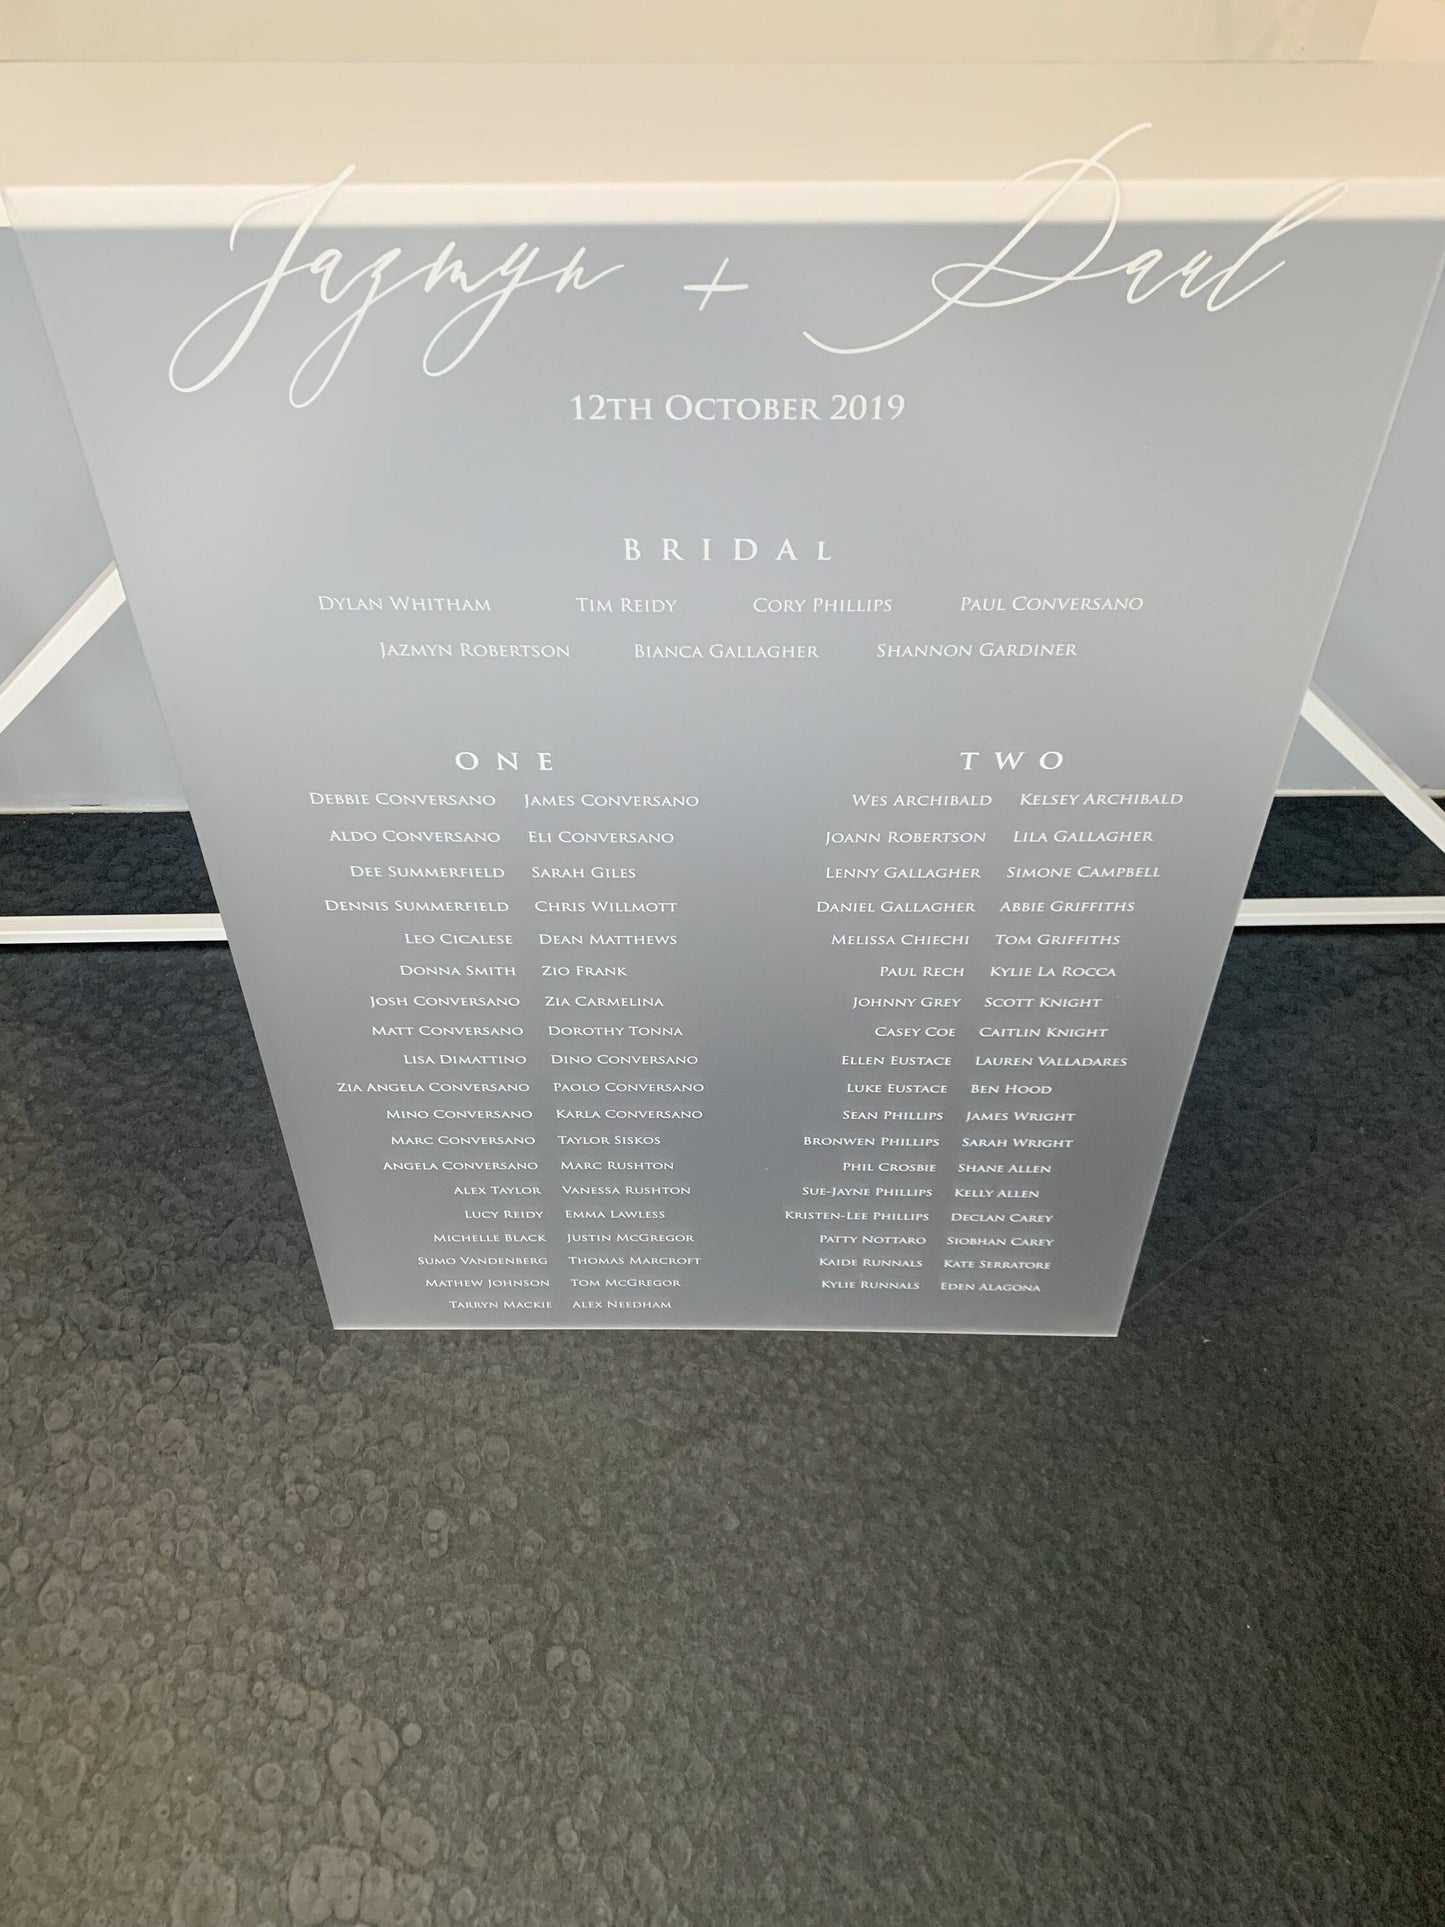 Jazmyn + Paul
12TH OCTOBER 2019
BRIDAL
DYLAN WHITHAM TIM REIDY CORY PHILLIPS PAUL CONVERSANO
JAZMYN ROBERTSON BIANCA GALLAGHER SHANNON GARDINER
ONE
DEBBIE CONVERSANO JAMES CONVERSANO
ALDO CONVERSANO ELI CONVERSANO
DEE SUMMERFIELD SARAH GILES
DENNIS SUMMERFIELD CHRIS WILLMOTT
LEO CICALESE DEAN MATTHEWS
DONNA SMITH ZIO FRANK
JOSH CONVERSANO ZIA CARMELINA
MATT CONVERSANO DOROTHY TONNA
LISA DIMATTINO DINO CONVERSANO
ZIA ANGELA CONVERSANO PAOLO CONVERSANO
MINO CONVERSANO KARLA CONVERSANO
MARC CONVERSANO TAYLOR SISKOS
ANGELA CONVERSANO MARC RUSHTON
ALEX TAYLOR VANESSA RUSHTON
LUCY REIDY EMMA LAWLESS
MICHELLE BLACK JUSTIN MCGREGOR
SUMO VANDENBERG THOMAS MARCROFT
MATHEW JOHNSON TOM MCGREGOR
TARRYN MACKIE ALEX NEEDHAM
TWO
WES ARCHIBALD KELSEY ARCHIBALD
JOANN ROBERTSON LILA GALLAGHER
LENNY GALLAGHER SIMONE CAMPBELL
DANIEL GALLAGHER ABBIE GRIFFITHS
MELISSA CHIECHI TOM GRIFFITHS
PAUL RECH KYLIE LA ROCCA
JOHNNY GREY SCOTT KNIGHT
CASEY COE CAITLIN KNIGHT
ELLEN EUSTACE LAUREN VALLADARES
LUKE EUSTACE BEN HOOD
SEAN PHILLIPS JAMES WRIGHT
BRONWEN PHILLIPS SARAH WRIGHT
PHIL CROSBIE SHANE ALLEN
SUE-JAYNE PHILLIPS KELLY ALLEN
KRISTEN-LEE PHILLIPS DECLAN CAREY
PATTY NOTTARO SIOBHAN CAREY
KAIDE RUNNALS KATE SERRATORE
KYLIE RUNNALS EDEN ALAGONA